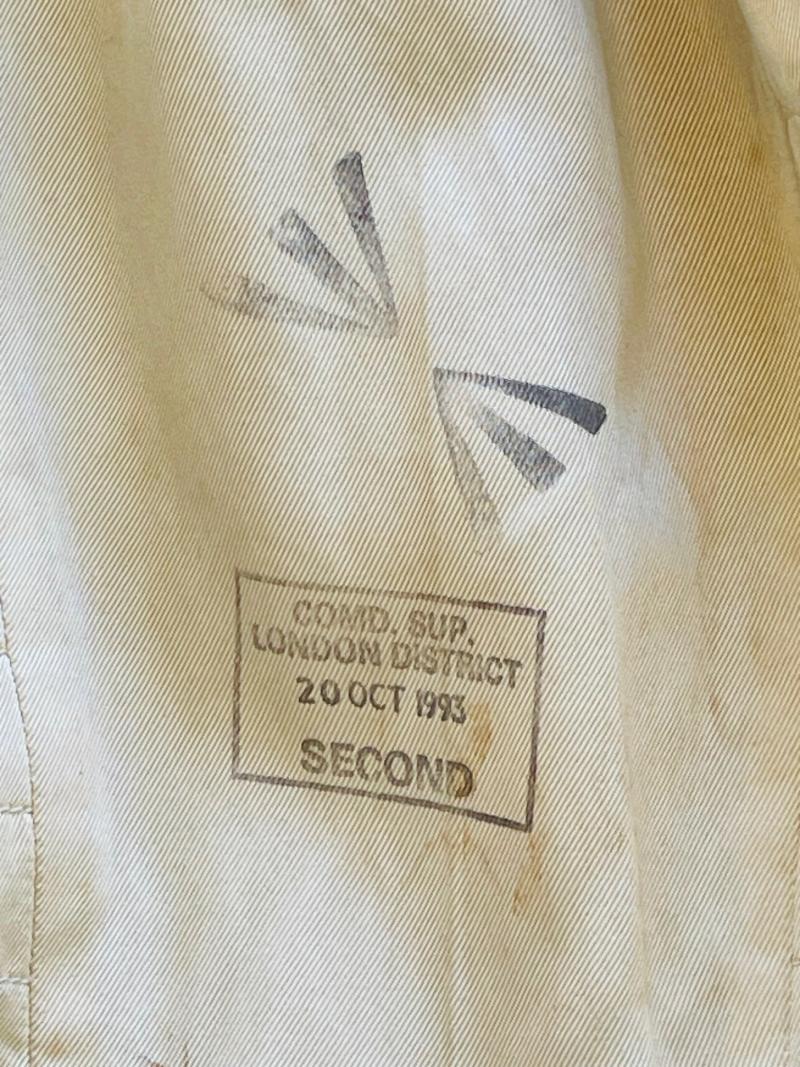 COMD. SUP.
LONDON DISTRICT
20 OCT 1993
SECOND